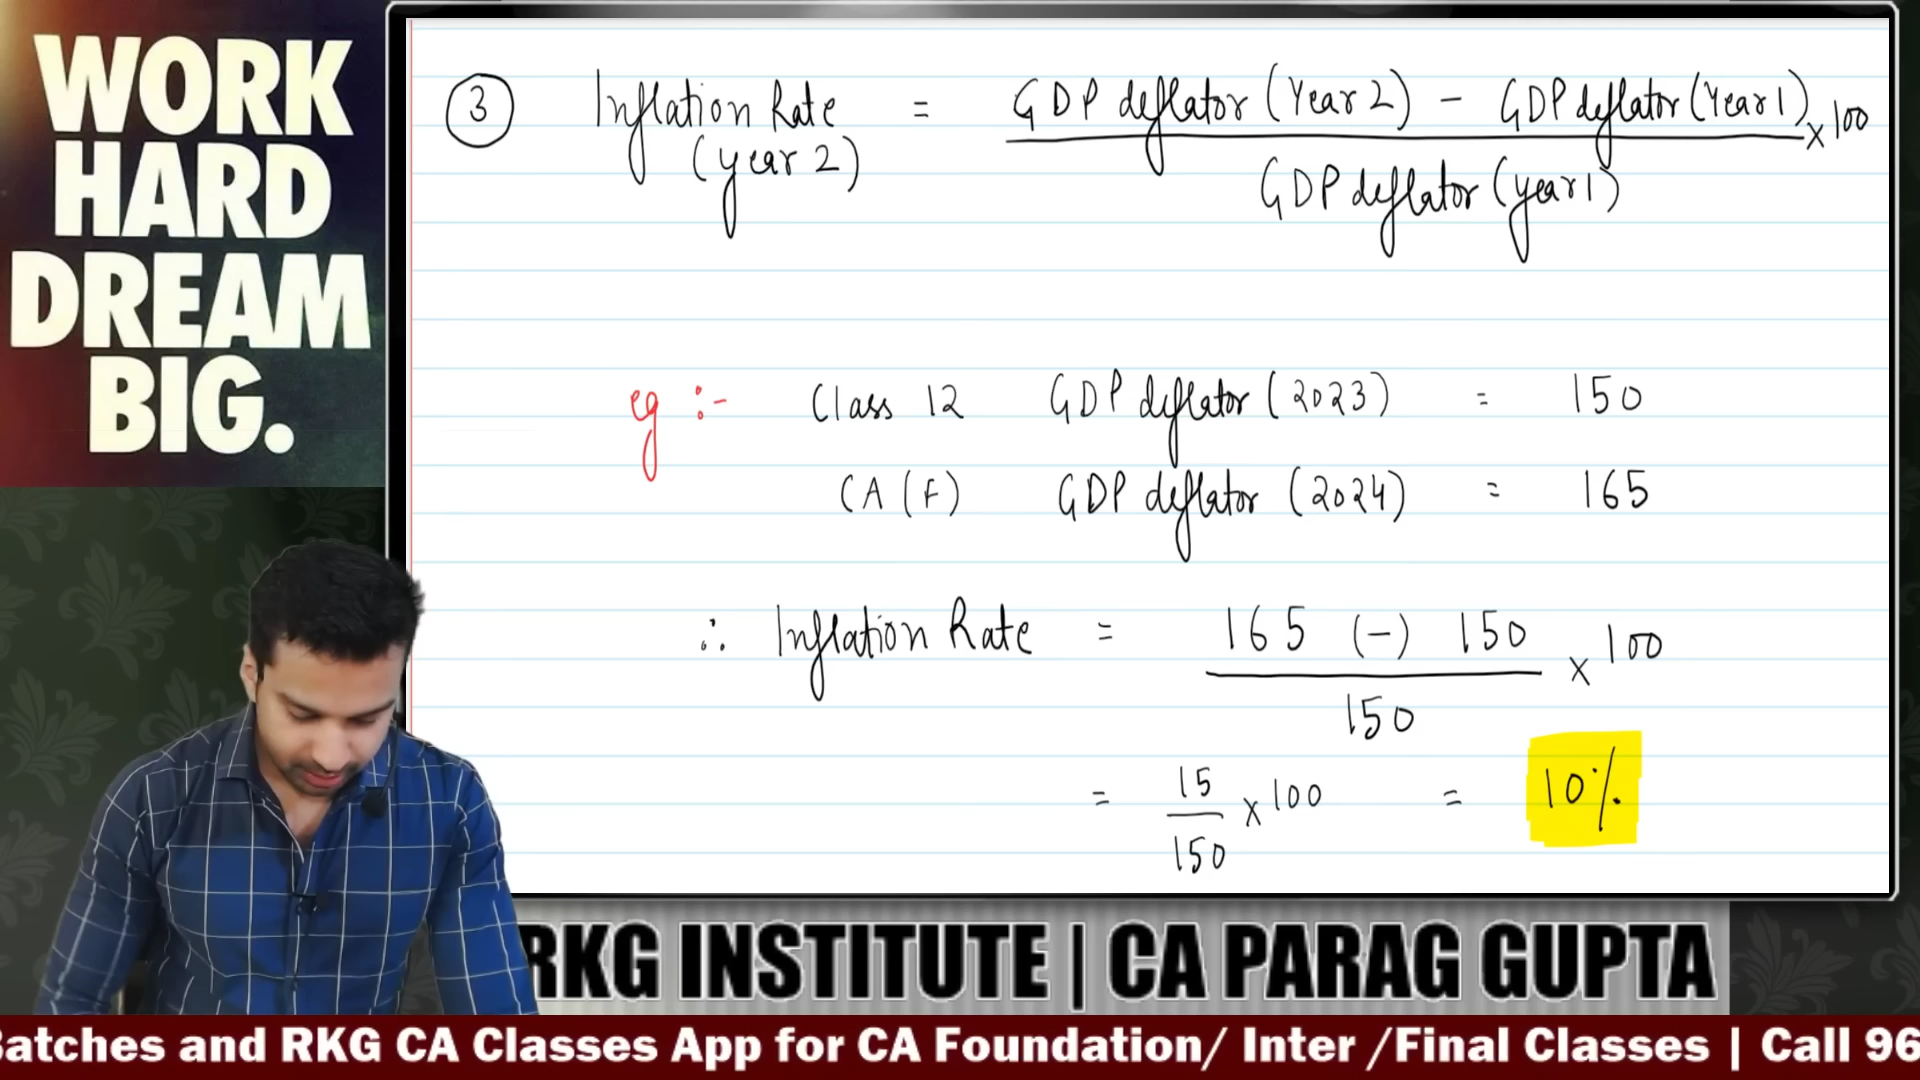 WORK
HARD
DREAM
BIG.
3 Inflation Rate (year 2) = GDP deflator (Year 2) - GDP deflator (Year 1) x 100
GDP deflator (year 1)
eg :- Class 12 GDP deflator (2023) = 150
CA (F) GDP deflator (2024) = 165
∴ Inflation Rate = 165 (-) 150 x 100
150
= 15 x 100 = 10%
150
RKG INSTITUTE | CA PARAG GUPTA
Batches and RKG CA Classes App for CA Foundation/ Inter /Final Classes | Call 96